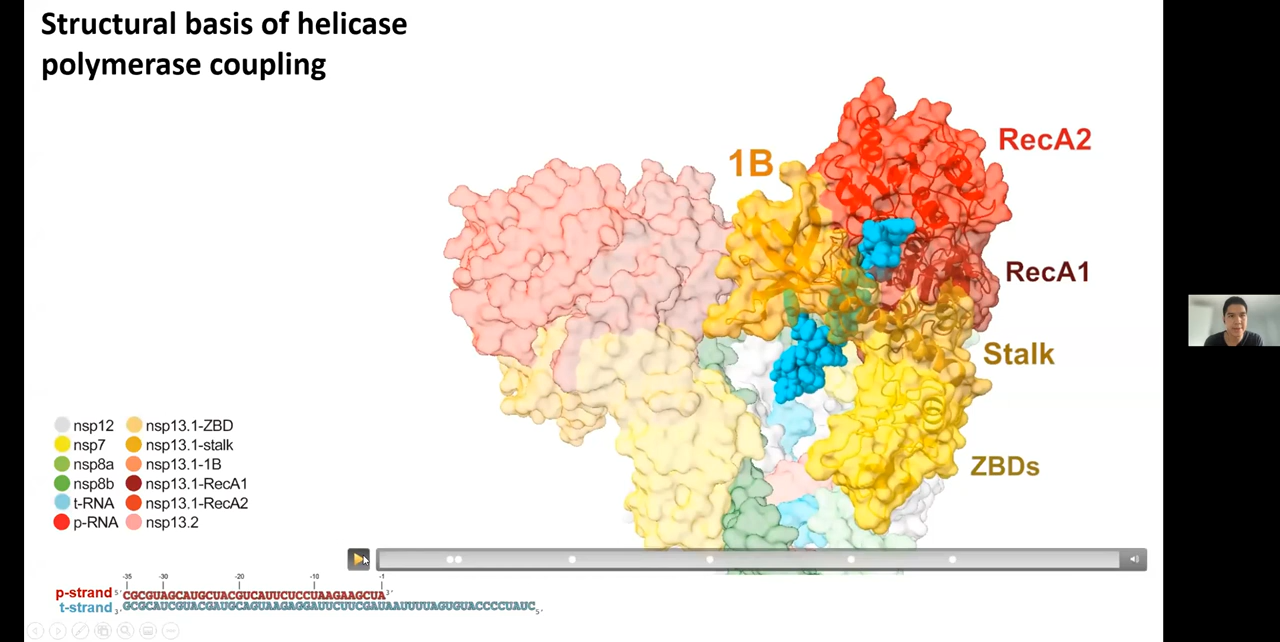 Structural basis of helicase
polymerase coupling
RecA2
1B
RecA1
Stalk
ZBDs
nsp12
nsp7
nsp8a
nsp8b
t-RNA
p-RNA
nsp13.1-ZBD
nsp13.1-stalk
nsp13.1-1B
nsp13.1-RecA1
nsp13.1-RecA2
nsp13.2
-35 -30 -20 -10 -1
p-strand 5' CGCGUAGCAUGCUACGUCAUUCUCCUAAGAAGCUA 3'
t-strand 3' GCGCAUCGUACGAUGCAGUAAGAGGAUUCUUCGAUAAUUUUAGUGUACCCCUAUC 5'